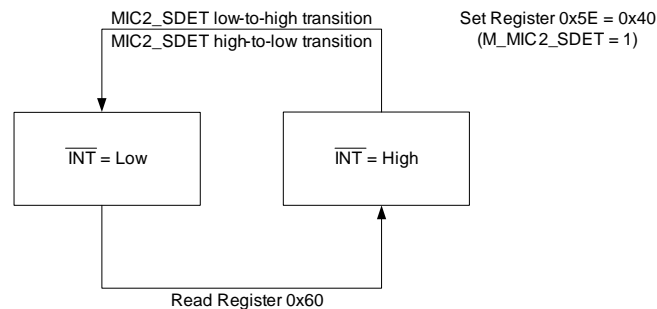 MIC2_SDET low-to-high transition
MIC2_SDET high-to-low transition
Set Register 0x5E = 0x40
(M_MIC2_SDET = 1)
INT = Low
INT = High
Read Register 0x60